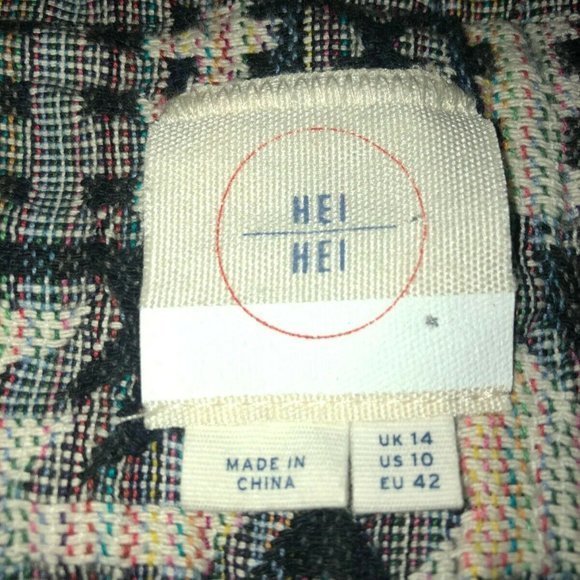 HEI
HEI
MADE IN
CHINA
UK 14
US 10
EU 42